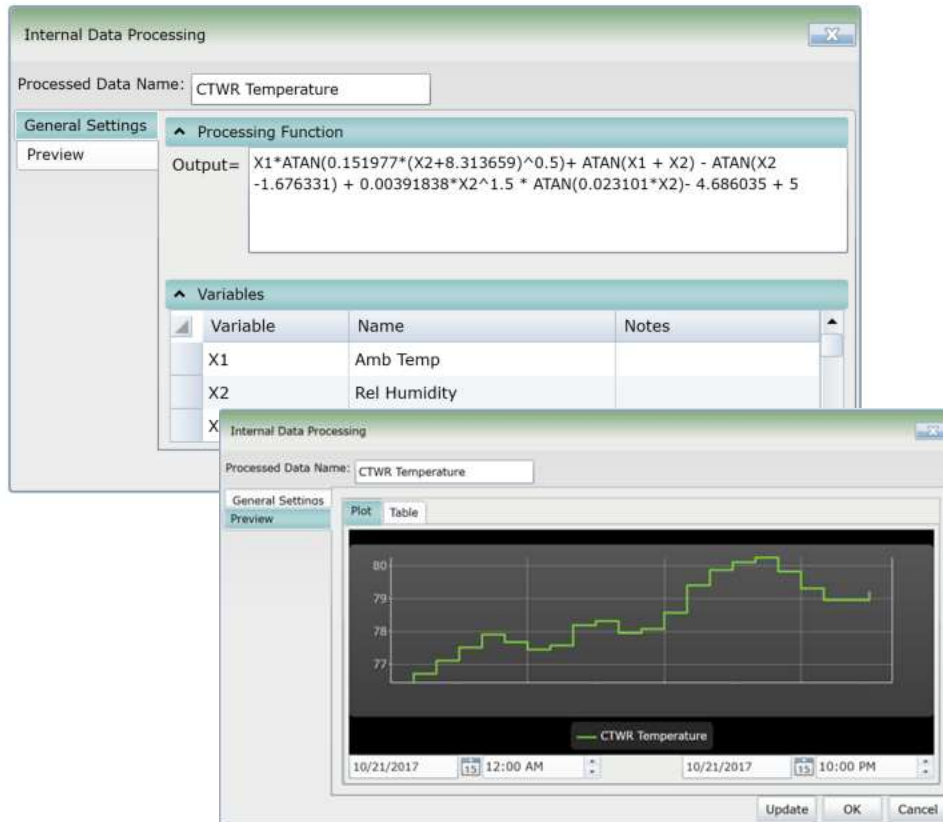 Internal Data Processing
X
Processed Data Name: CTWR Temperature
General Settings
Preview
Processing Function
Output= X1*ATAN(0.151977*(X2+8.313659)^0.5)+ ATAN(X1 + X2) - ATAN(X2
-1.676331) + 0.00391838*X2^1.5 * ATAN(0.023101*X2)- 4.686035 + 5
Variables
Variable Name Notes
X1 Amb Temp
X2 Rel Humidity
X
Internal Data Processing
X
Processed Data Name: CTWR Temperature
General Settings
Preview
Plot Table
80
79
78
77
CTWR Temperature
10/21/2017 15 12:00 AM 10/21/2017 15 10:00 PM
Update OK Cancel